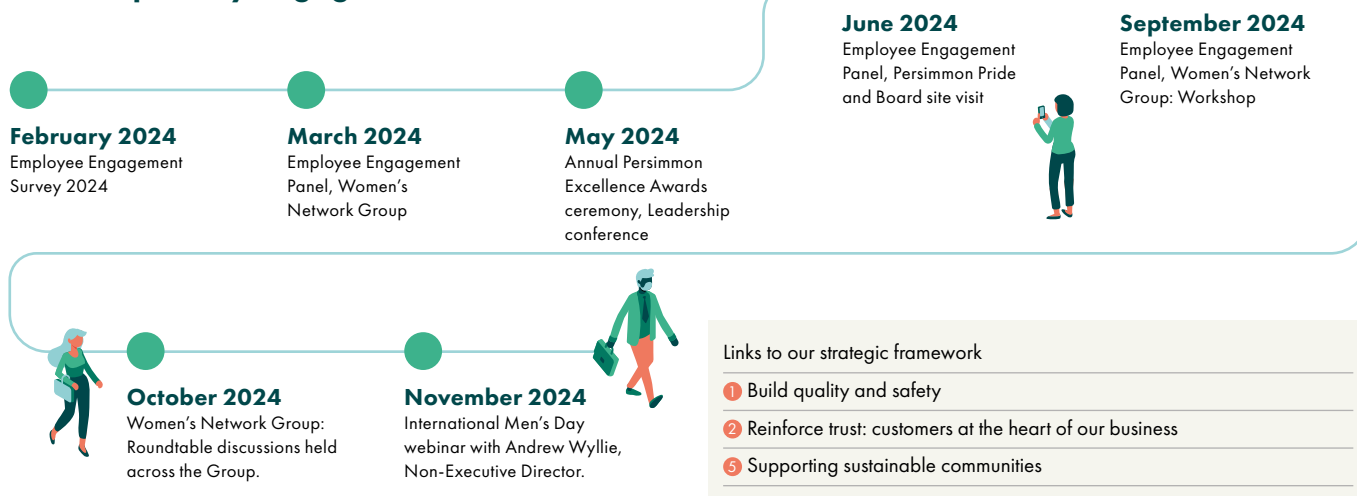 February 2024
Employee Engagement
Survey 2024
March 2024
Employee Engagement
Panel, Women's
Network Group
May 2024
Annual Persimmon
Excellence Awards
ceremony, Leadership
conference
June 2024
Employee Engagement
Panel, Persimmon Pride
and Board site visit
September 2024
Employee Engagement
Panel, Women's Network
Group: Workshop
October 2024
Women's Network Group:
Roundtable discussions held
across the Group.
November 2024
International Men's Day
webinar with Andrew Wyllie,
Non-Executive Director.
Links to our strategic framework
1 Build quality and safety
2 Reinforce trust: customers at the heart of our business
5 Supporting sustainable communities